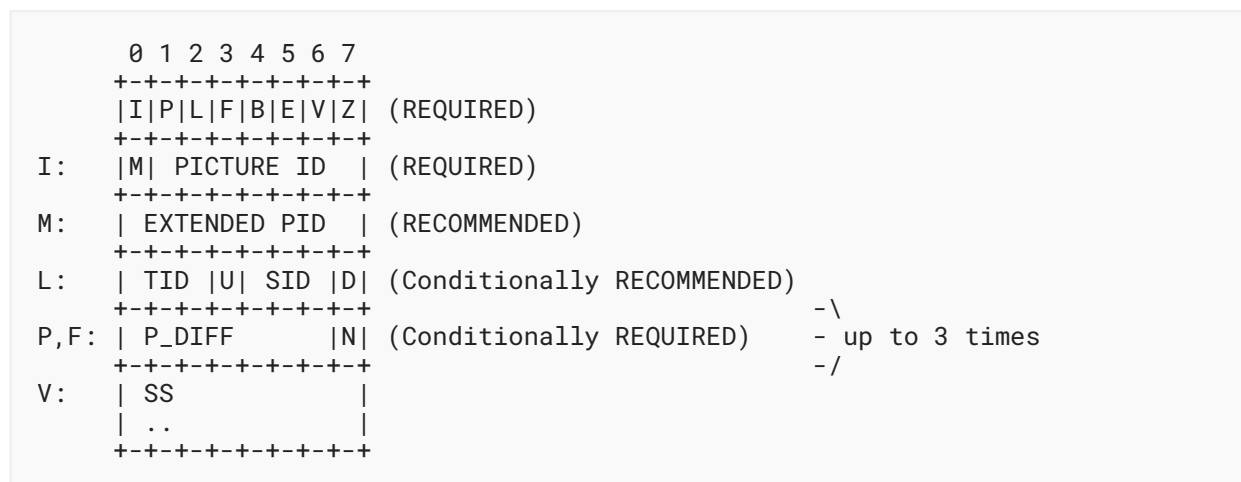 0 1 2 3 4 5 6 7
     +-+-+-+-+-+-+-+-+
     |I|P|L|F|B|E|V|Z| (REQUIRED)
     +-+-+-+-+-+-+-+-+
I:   |M| PICTURE ID  | (REQUIRED)
     +-+-+-+-+-+-+-+-+
M:   | EXTENDED PID  | (RECOMMENDED)
     +-+-+-+-+-+-+-+-+
L:   | TID |U| SID |D| (Conditionally RECOMMENDED)
     +-+-+-+-+-+-+-+-+                             -\
P,F: | P_DIFF      |N| (Conditionally REQUIRED)    - up to 3 times
     +-+-+-+-+-+-+-+-+                             -/
V:   | SS            |
     | ..            |
     +-+-+-+-+-+-+-+-+